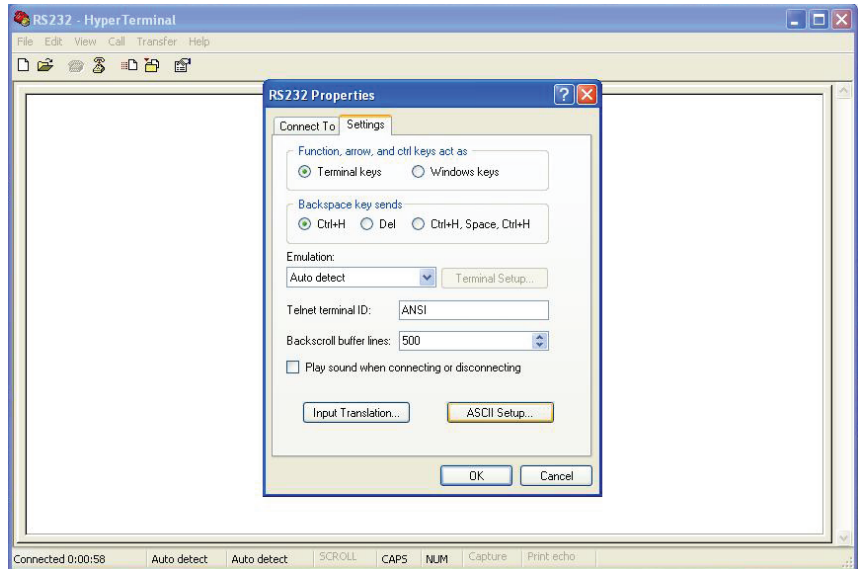 RS232 - HyperTerminal
File Edit View Call Transfer Help
RS232 Properties
Connect To Settings
Function, arrow, and ctrl keys act as
Terminal keys Windows keys
Backspace key sends
Ctrl+H Del Ctrl+H, Space, Ctrl+H
Emulation:
Auto detect Terminal Setup...
Telnet terminal ID: ANSI
Backscroll buffer lines: 500
Play sound when connecting or disconnecting
Input Translation... ASCII Setup...
OK Cancel
Connected 0:00:58 Auto detect Auto detect SCROLL CAPS NUM Capture Print echo